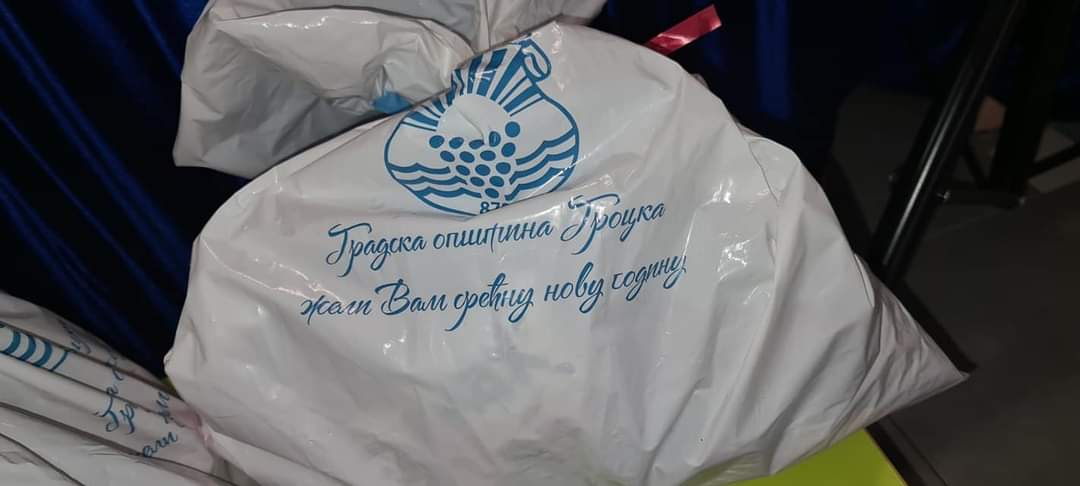 Градска општина Гроцка
жели Вам срећну нову годину